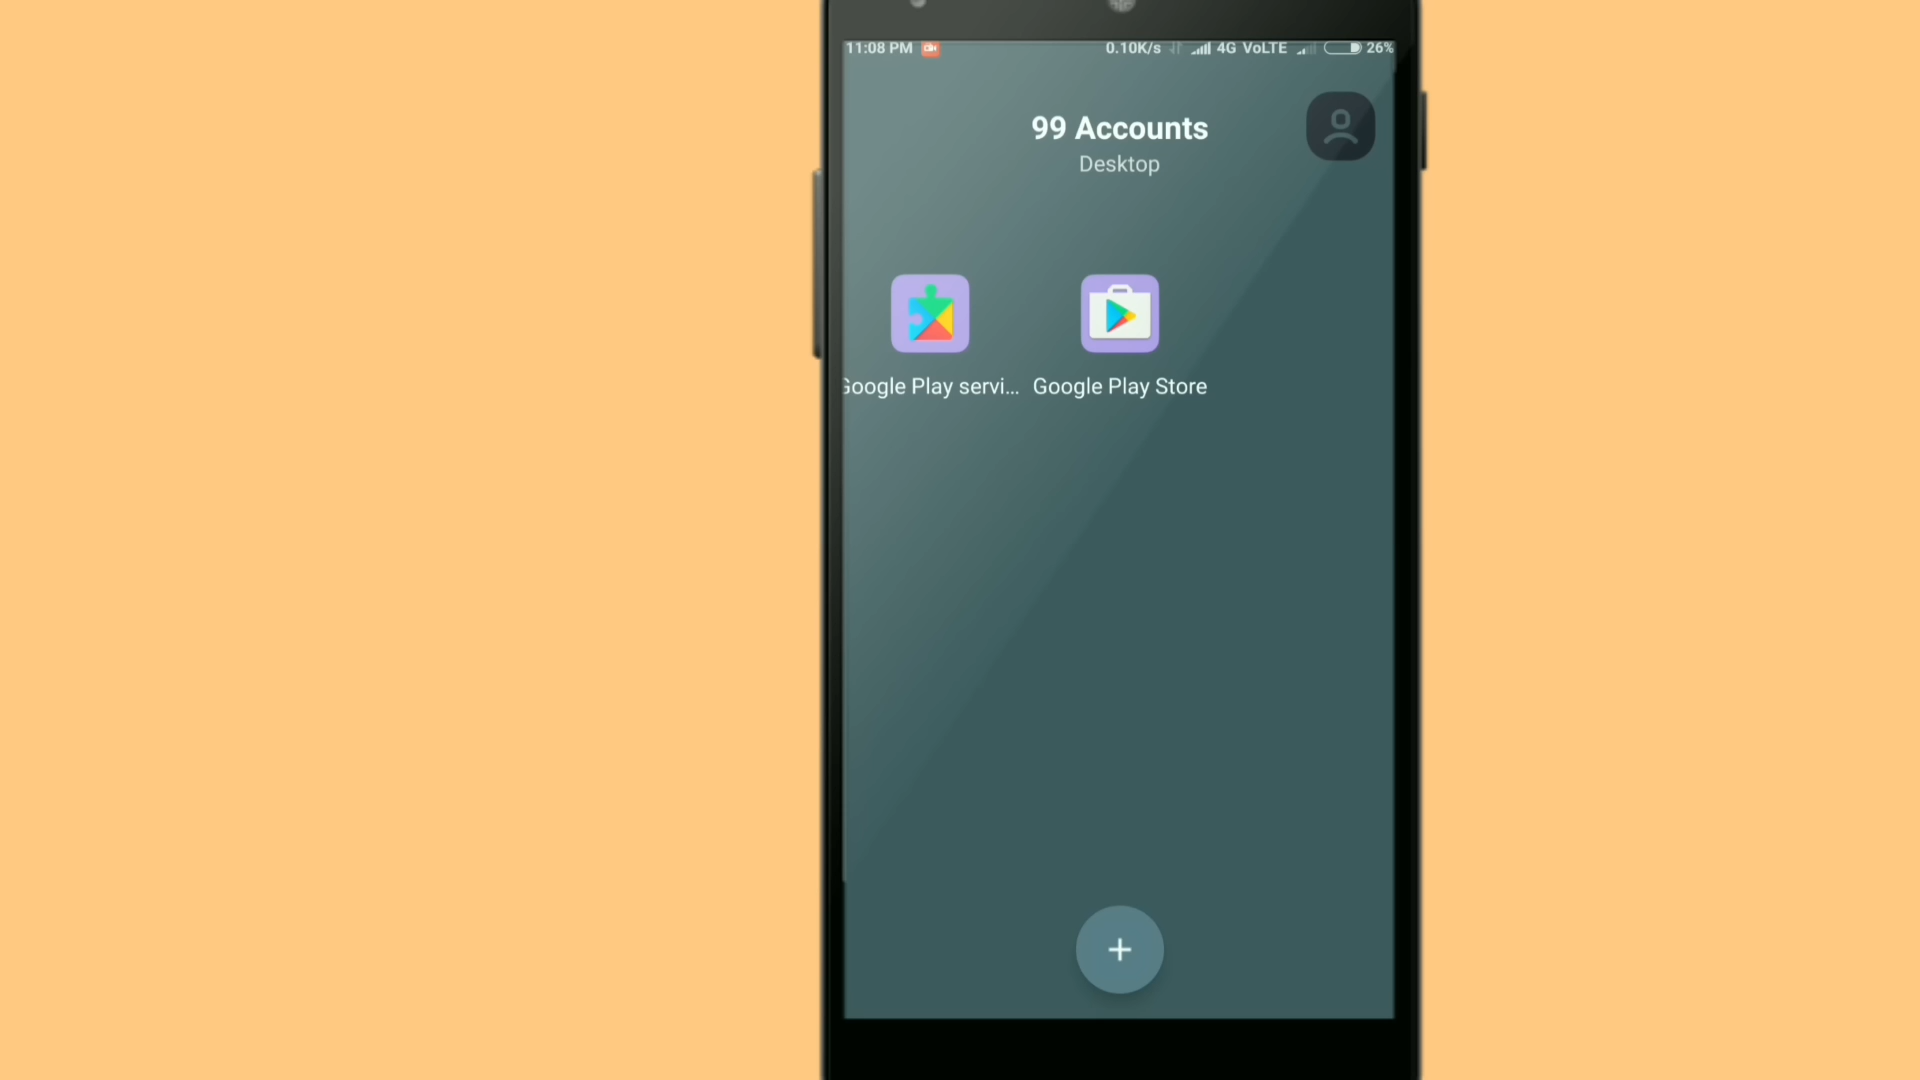 11:08 PM 0.10K/s 4G VoLTE 26%
99 Accounts
Desktop
Google Play servi... Google Play Store